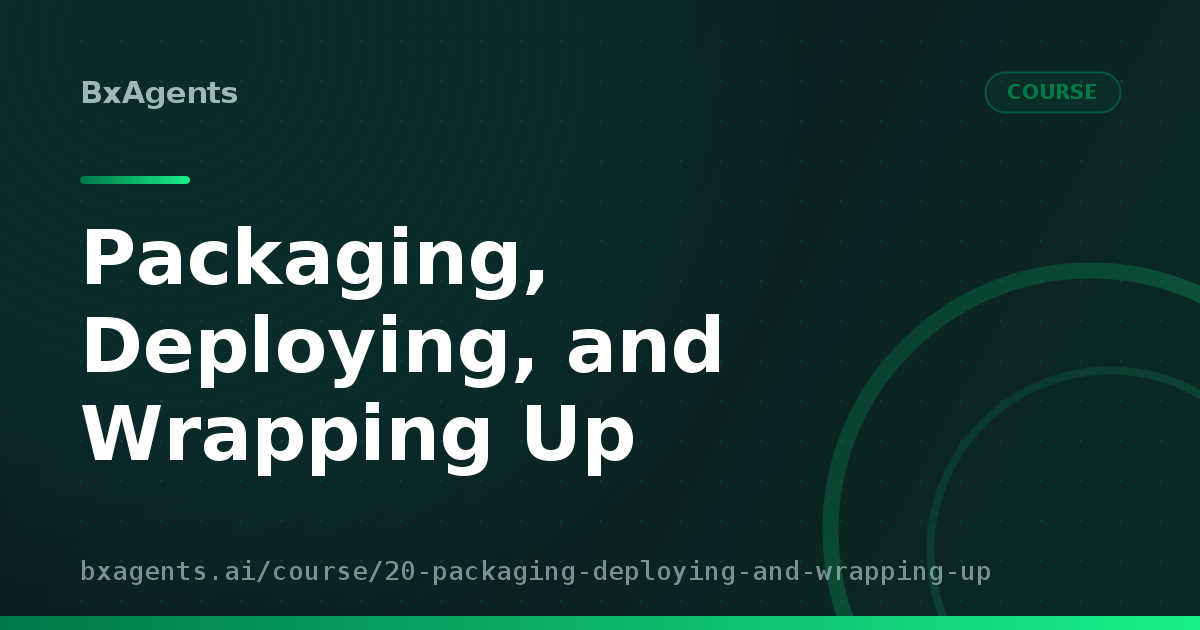 BxAgents
COURSE
Packaging,
Deploying, and
Wrapping Up
bxagents.ai/course/20-packaging-deploying-and-wrapping-up